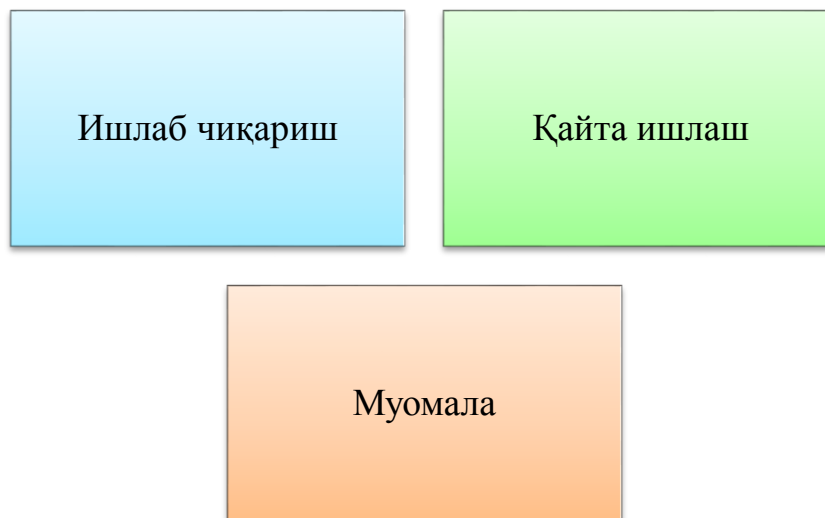 Ишлаб чиқариш
Қайта ишлаш
Муомала